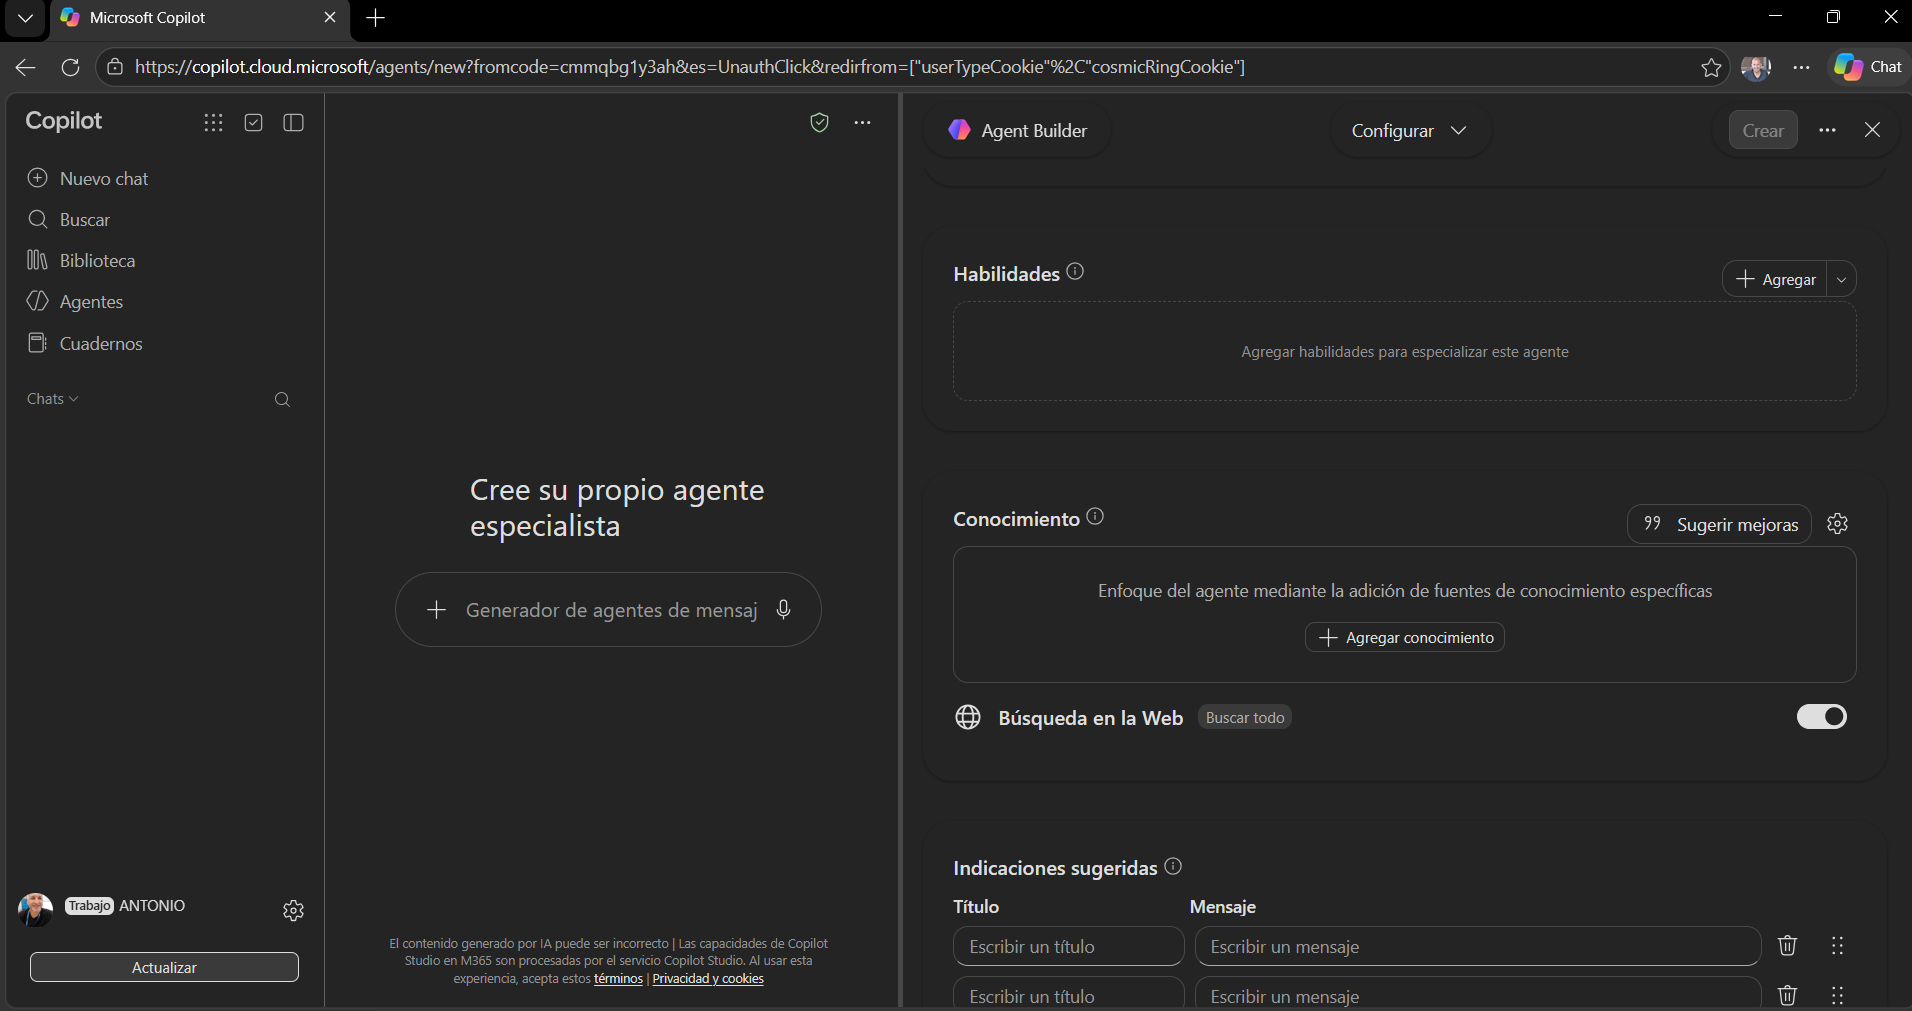 Microsoft Copilot
https://copilot.cloud.microsoft/agents/new?fromcode=cmmqbg1y3ah&es=UnauthClick&redirfrom=["userTypeCookie"%2C"cosmicRingCookie"]
Chat
Copilot
Nuevo chat
Buscar
Biblioteca
Agentes
Cuadernos
Chats
Trabajo ANTONIO
Actualizar
Cree su propio agente
especialista
Generador de agentes de mensaj
El contenido generado por IA puede ser incorrecto | Las capacidades de Copilot
Studio en M365 son procesadas por el servicio Copilot Studio. Al usar esta
experiencia, acepta estos términos | Privacidad y cookies
Agent Builder
Configurar
Crear
Habilidades
Agregar
Agregar habilidades para especializar este agente
Conocimiento
Sugerir mejoras
Enfoque del agente mediante la adición de fuentes de conocimiento específicas
Agregar conocimiento
Búsqueda en la Web Buscar todo
Indicaciones sugeridas
Título Mensaje
Escribir un título Escribir un mensaje
Escribir un título Escribir un mensaje